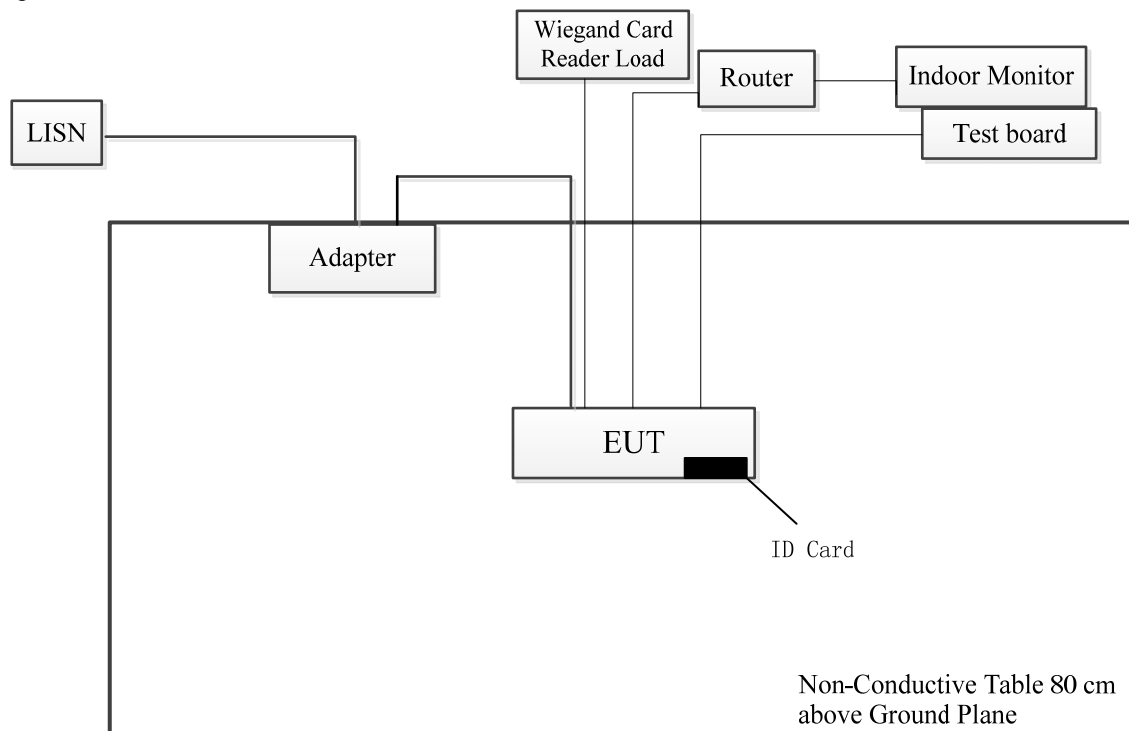 Wiegand Card
Reader Load
Router
Indoor Monitor
LISN
Test board
Adapter
EUT
ID Card
Non-Conductive Table 80 cm
above Ground Plane